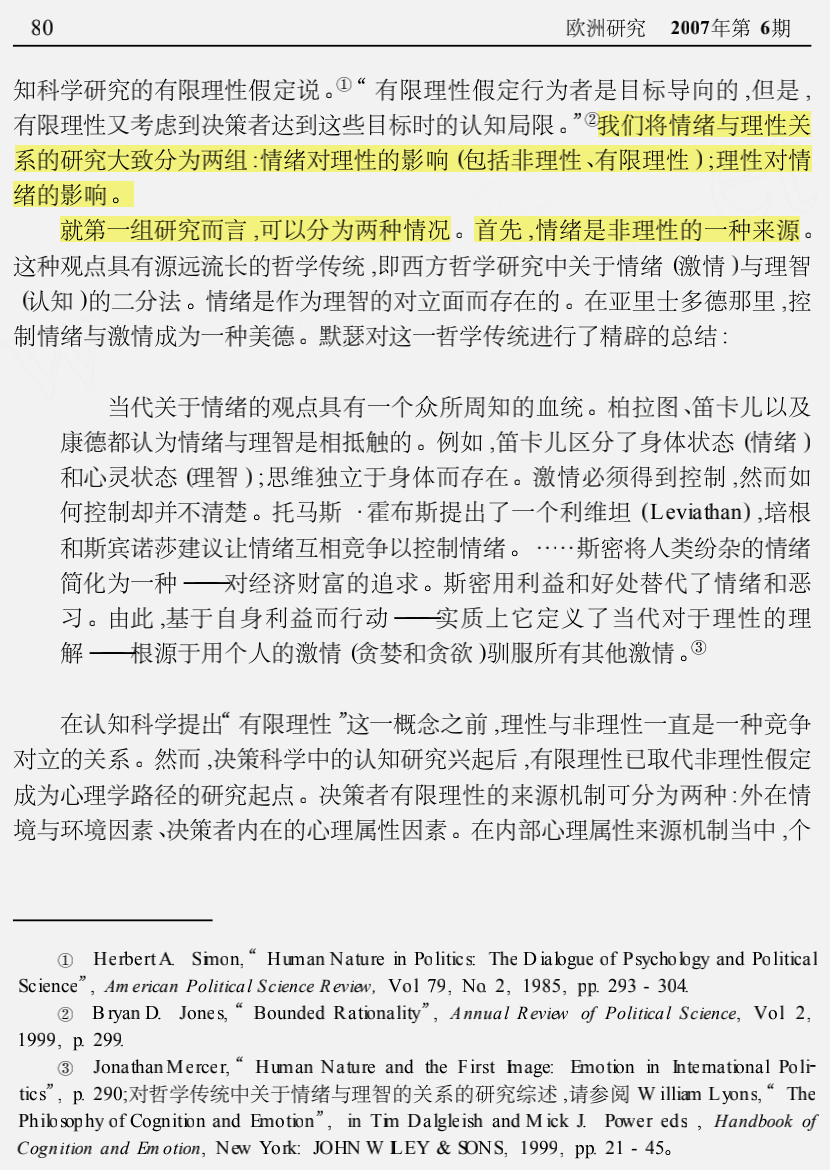 80 欧洲研究 2007年第 6期
知科学研究的有限理性假定说。①“ 有限理性假定行为者是目标导向的 ,但是 ,
有限理性又考虑到决策者达到这些目标时的认知局限。”②我们将情绪与理性关
系的研究大致分为两组 :情绪对理性的影响 (包括非理性、有限理性 ) ;理性对情
绪的影响。
就第一组研究而言 ,可以分为两种情况。首先 ,情绪是非理性的一种来源。
这种观点具有源远流长的哲学传统 ,即西方哲学研究中关于情绪 (激情 )与理智
(认知 )的二分法。情绪是作为理智的对立面而存在的。在亚里士多德那里 ,控
制情绪与激情成为一种美德。默瑟对这一哲学传统进行了精辟的总结 :
当代关于情绪的观点具有一个众所周知的血统。柏拉图、笛卡儿以及
康德都认为情绪与理智是相抵触的。例如 ,笛卡儿区分了身体状态 (情绪 )
和心灵状态 (理智 ) ;思维独立于身体而存在。激情必须得到控制 ,然而如
何控制却并不清楚。托马斯 ·霍布斯提出了一个利维坦 (Leviathan) ,培根
和斯宾诺莎建议让情绪互相竞争以控制情绪。 ……斯密将人类纷杂的情绪
简化为一种 ——对经济财富的追求。斯密用利益和好处替代了情绪和恶
习。由此 ,基于自身利益而行动 ——实质上它定义了当代对于理性的理
解 ——根源于用个人的激情 (贪婪和贪欲 )驯服所有其他激情。③
在认知科学提出“ 有限理性 ”这一概念之前 ,理性与非理性一直是一种竞争
对立的关系。然而 ,决策科学中的认知研究兴起后 ,有限理性已取代非理性假定
成为心理学路径的研究起点。决策者有限理性的来源机制可分为两种 :外在情
境与环境因素、决策者内在的心理属性因素。在内部心理属性来源机制当中 ,个
① Herbert A. Simon, “ Human Nature in Politics: The Dialogue of Psychology and Political
Science”, American Political Science Review, Vol 79, No. 2, 1985, pp. 293 - 304.
② Bryan D. Jones, “ Bounded Rationality”, Annual Review of Political Science, Vol 2,
1999, p. 299.
③ Jonathan Mercer, “ Human Nature and the First Image: Emotion in International Poli-
tics”, p. 290;对哲学传统中关于情绪与理智的关系的研究综述 ,请参阅 William Lyons, “ The
Philosophy of Cognition and Emotion”, in Tim Dalgleish and Mick J. Power eds , Handbook of
Cognition and Emotion, New York: JOHN WILEY & SONS, 1999, pp. 21 - 45。